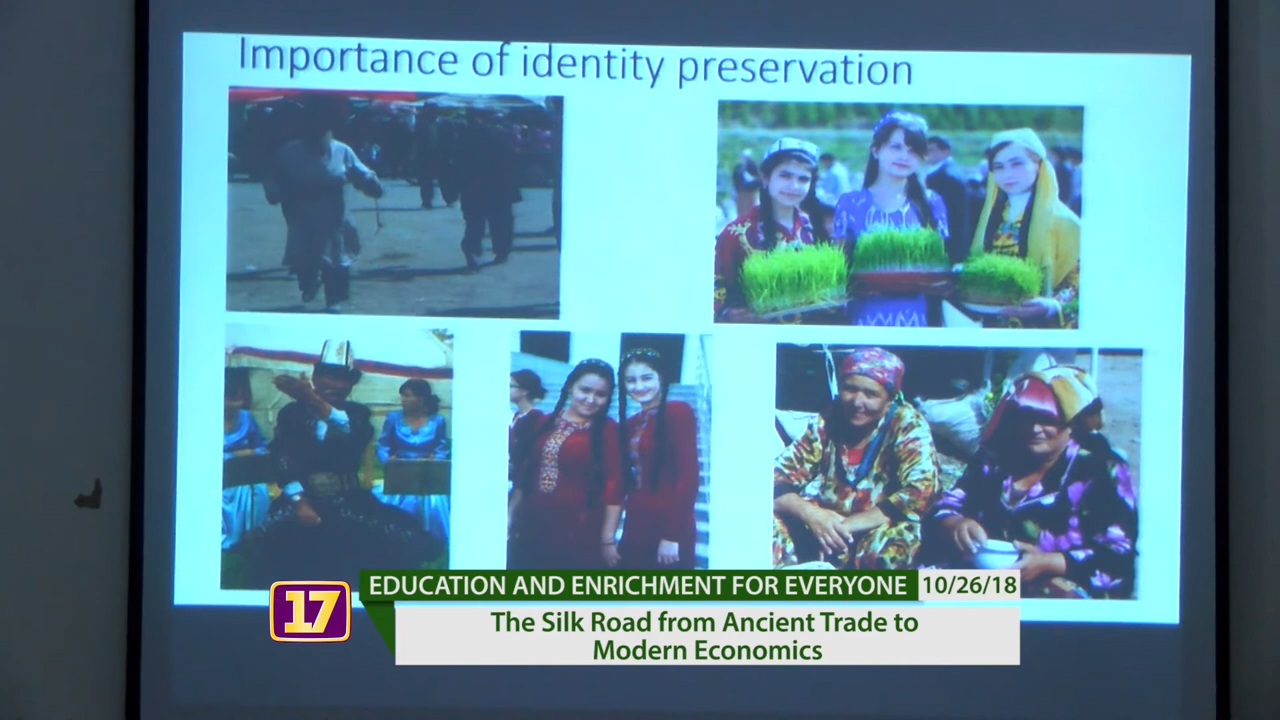 Importance of identity preservation
17
EDUCATION AND ENRICHMENT FOR EVERYONE
10/26/18
The Silk Road from Ancient Trade to
Modern Economics